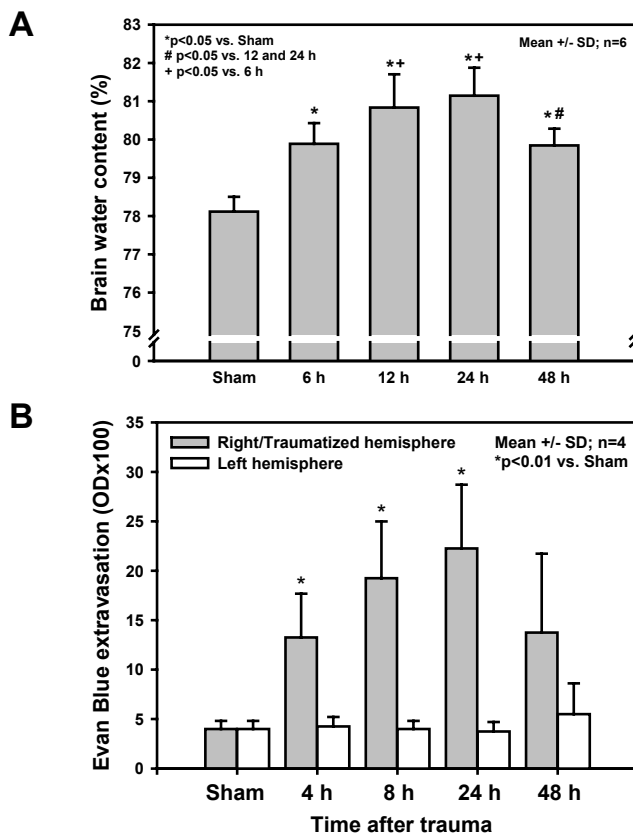 A
*p<0.05 vs. Sham
# p<0.05 vs. 12 and 24 h
+ p<0.05 vs. 6 h
Mean +/- SD; n=6
Brain water content (%)
83
82
81
80
79
78
77
76
75
0
*
*+
*+
*#
Sham 6 h 12 h 24 h 48 h
B
Right/Traumatized hemisphere
Left hemisphere
Mean +/- SD; n=4
*p<0.01 vs. Sham
Evan Blue extravasation (ODx100)
35
30
25
20
15
10
5
0
*
*
*
Sham 4 h 8 h 24 h 48 h
Time after trauma